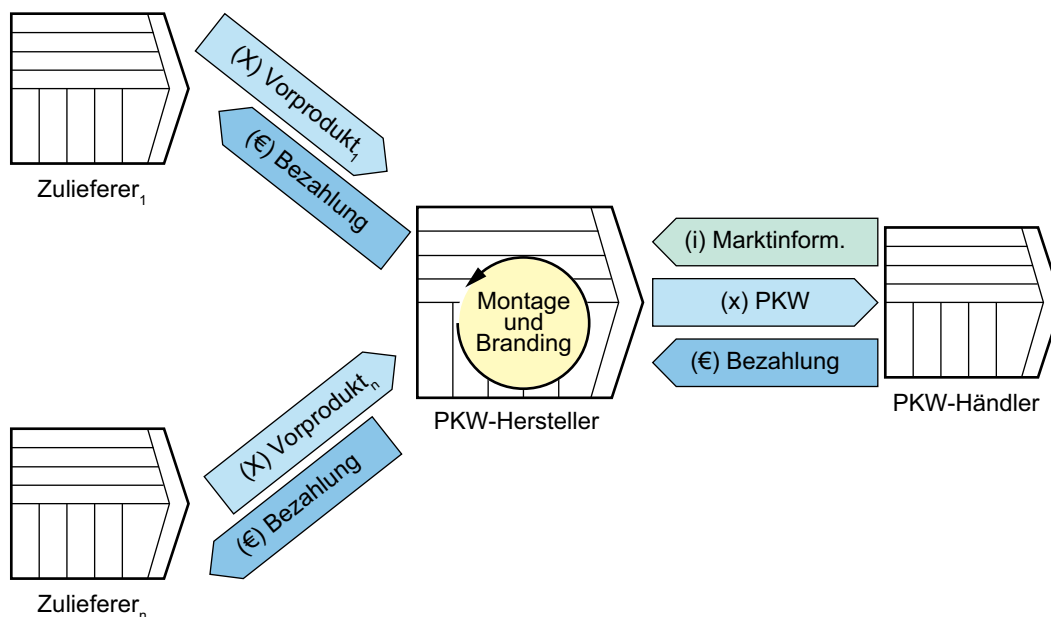 (X) Vorprodukt₁
(€) Bezahlung
Zulieferer₁
(i) Marktinform.
(x) PKW
(€) Bezahlung
Montage
und
Branding
PKW-Hersteller
PKW-Händler
(X) Vorproduktₙ
(€) Bezahlung
Zuliefererₙ